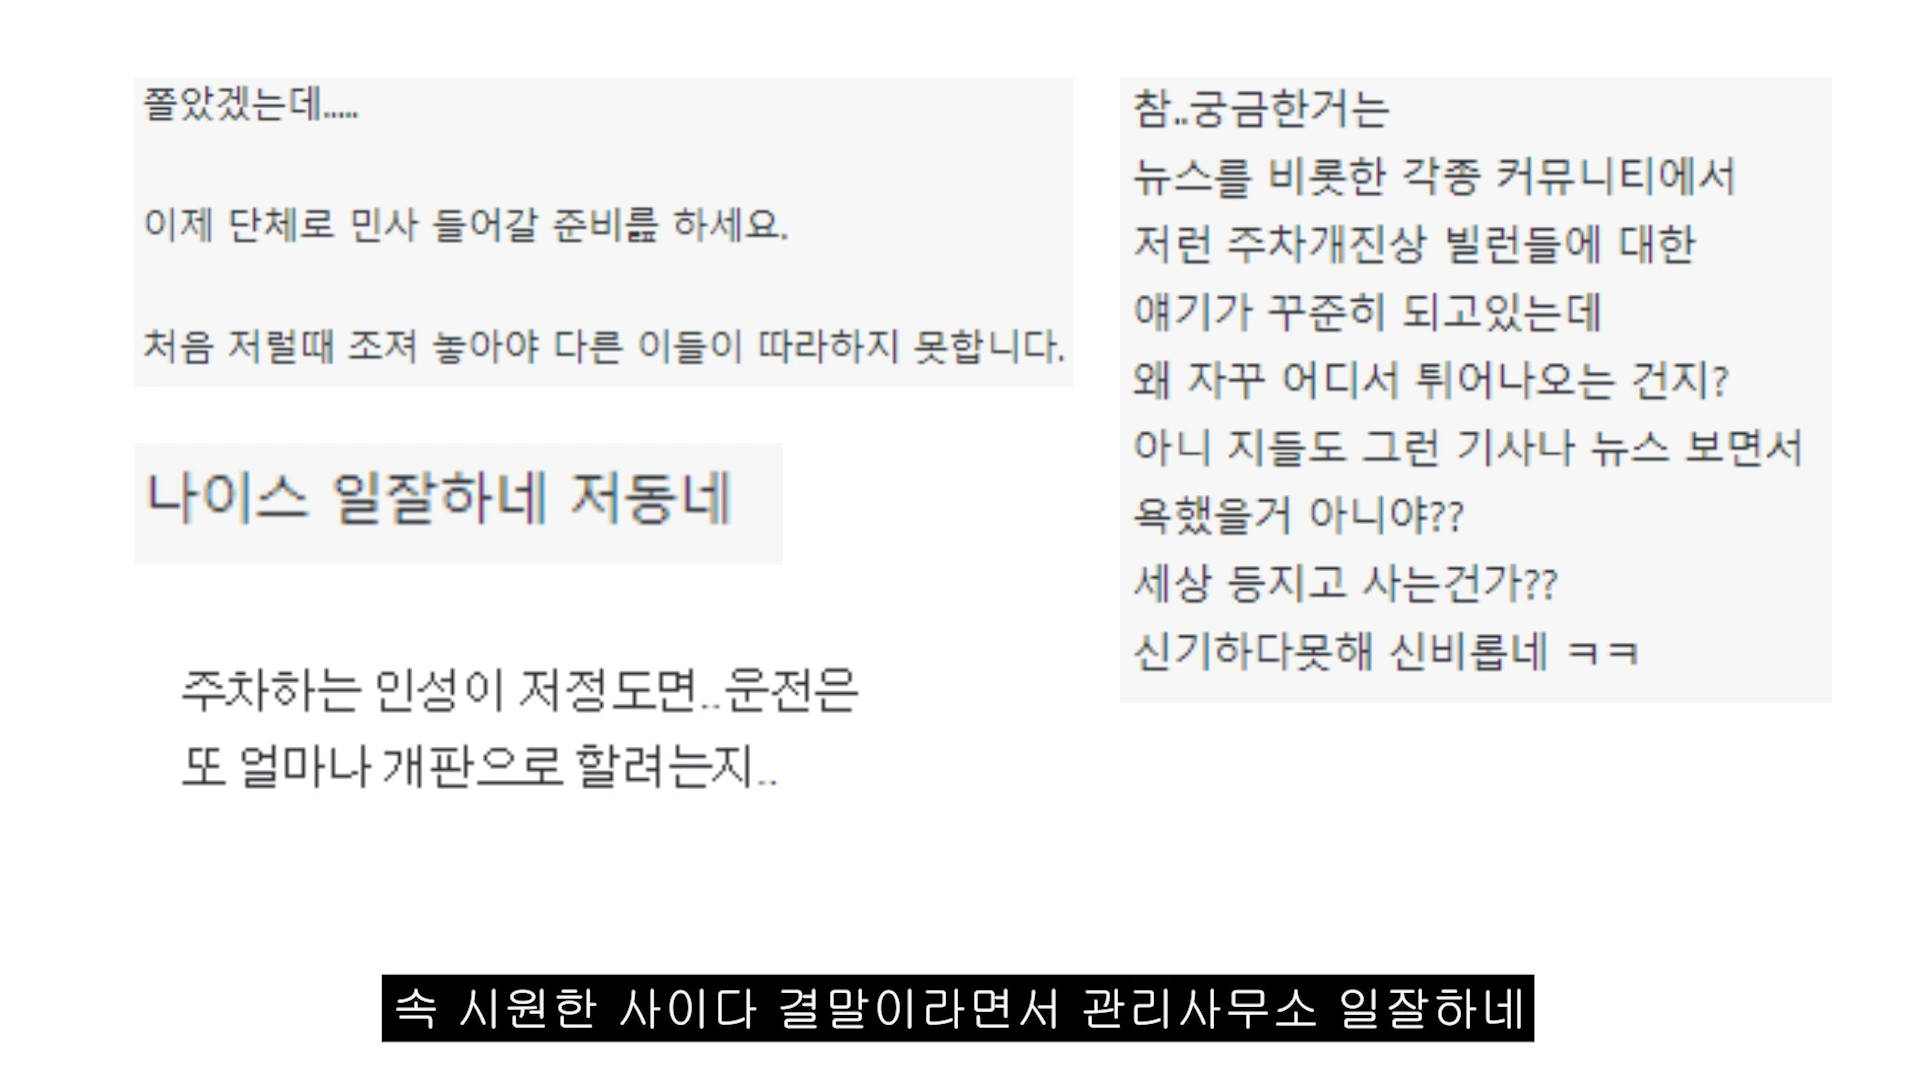 쫄았겠는데.....
이제 단체로 민사 들어갈 준비릂 하세요.
처음 저럴때 조져 놓아야 다른 이들이 따라하지 못합니다.
나이스 일잘하네 저동네
주차하는 인성이 저정도면..운전은
또 얼마나 개판으로 할려는지..
참..궁금한거는
뉴스를 비롯한 각종 커뮤니티에서
저런 주차개진상 빌런들에 대한
얘기가 꾸준히 되고있는데
왜 자꾸 어디서 튀어나오는 건지?
아니 지들도 그런 기사나 뉴스 보면서
욕했을거 아니야??
세상 등지고 사는건가??
신기하다못해 신비롭네 ㅋㅋ
속 시원한 사이다 결말이라면서 관리사무소 일잘하네